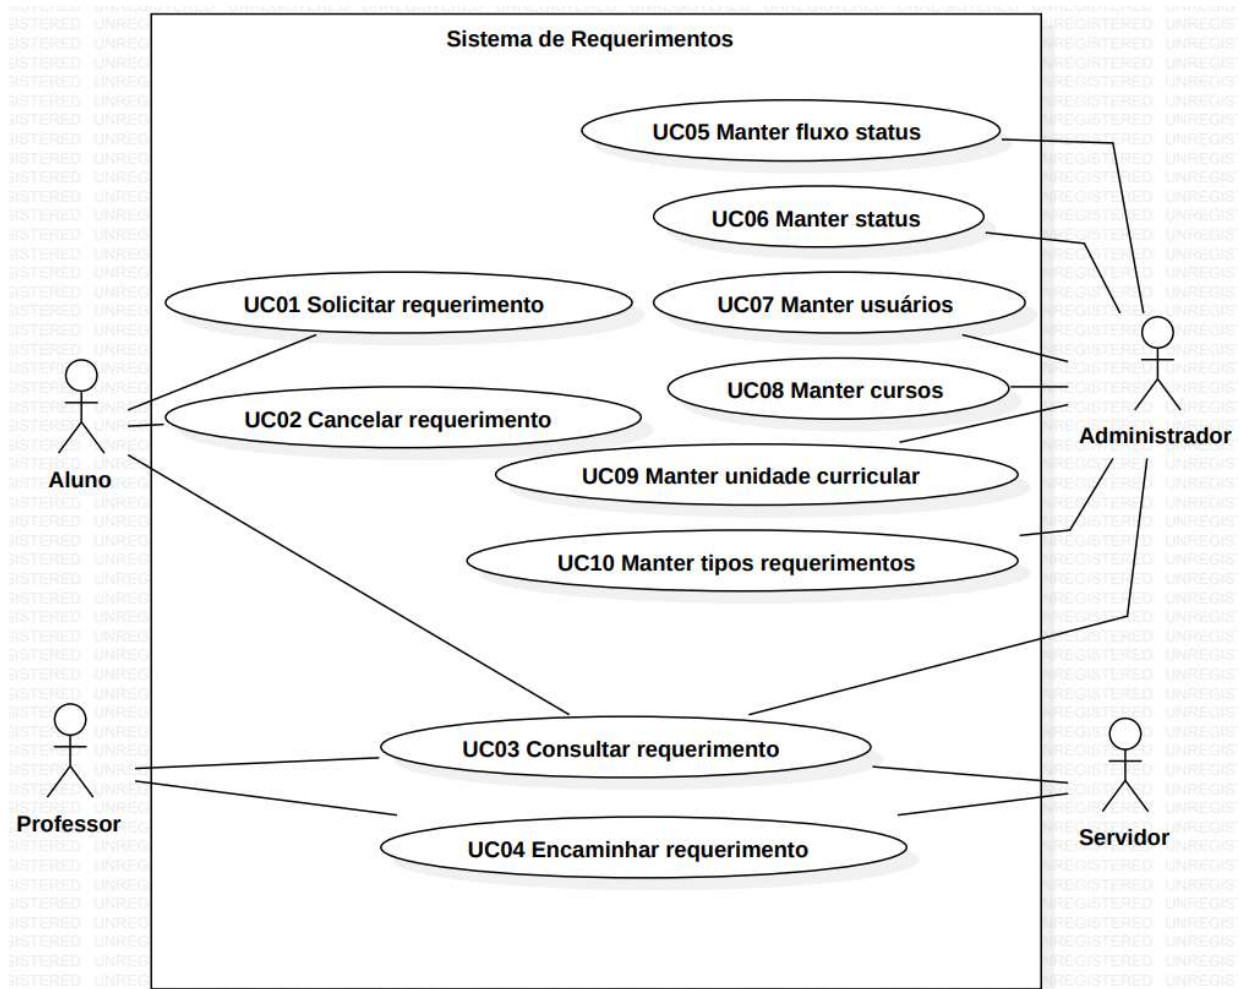 Sistema de Requerimentos
UC05 Manter fluxo status
UC06 Manter status
UC01 Solicitar requerimento
UC07 Manter usuários
UC08 Manter cursos
UC02 Cancelar requerimento
Administrador
Aluno
UC09 Manter unidade curricular
UC10 Manter tipos requerimentos
UC03 Consultar requerimento
Professor
Servidor
UC04 Encaminhar requerimento